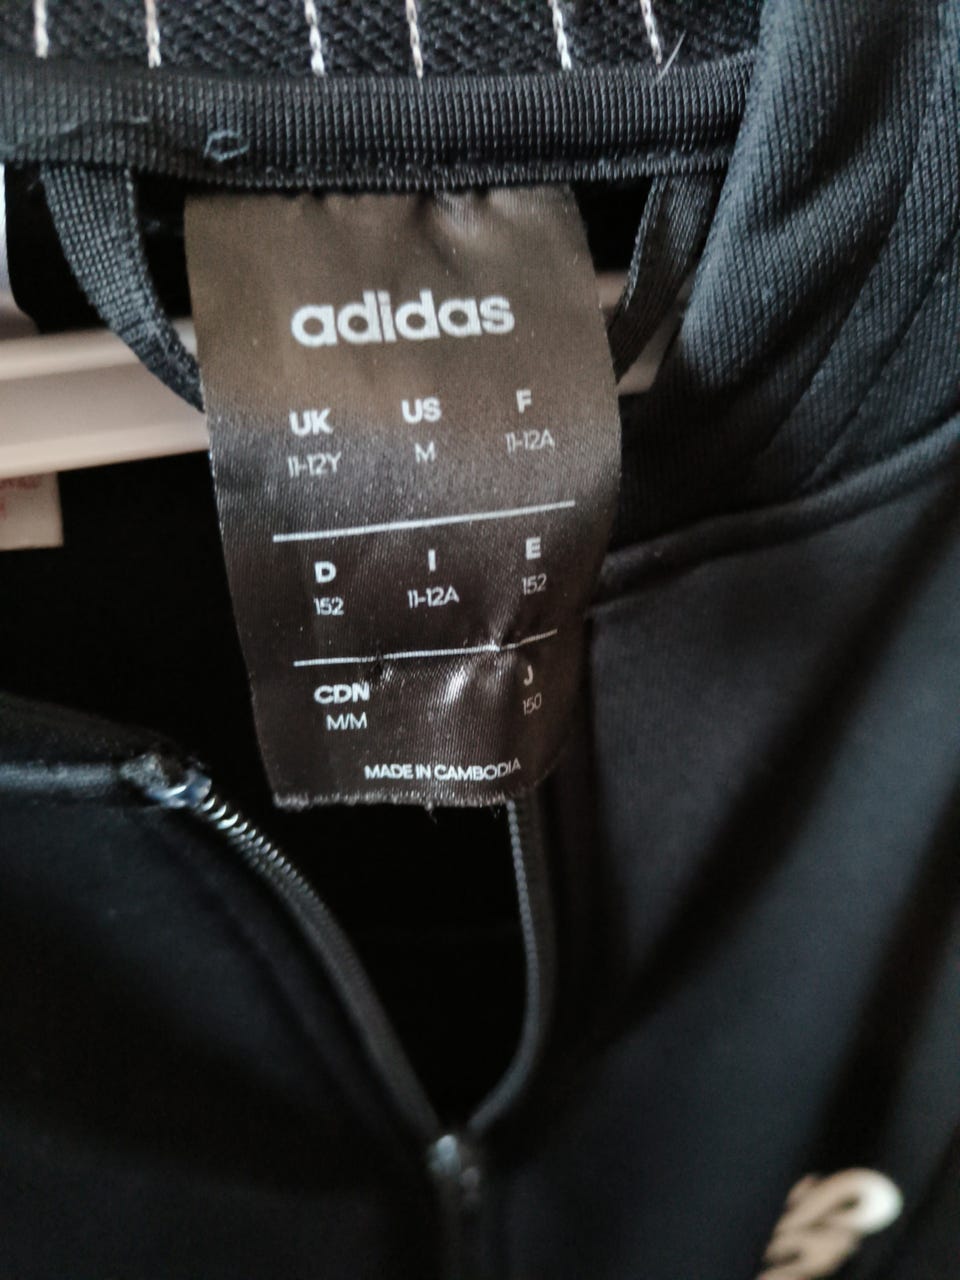 adidas
UK US F
11-12Y M 11-12A
D I E
152 11-12A 152
CDN J
M/M 150
MADE IN CAMBODIA